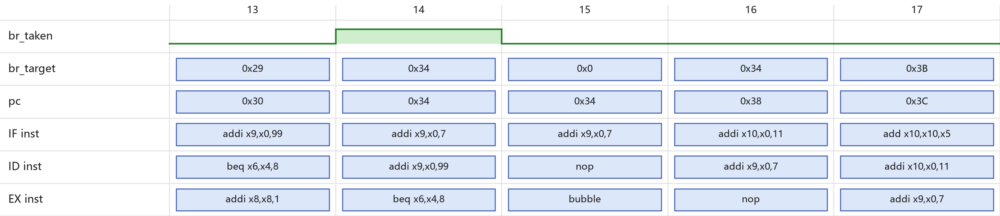 13 14 15 16 17
br_taken
br_target 0x29 0x34 0x0 0x34 0x3B
pc 0x30 0x34 0x34 0x38 0x3C
IF inst addi x9,x0,99 addi x9,x0,7 addi x9,x0,7 addi x10,x0,11 add x10,x10,x5
ID inst beq x6,x4,8 addi x9,x0,99 nop addi x9,x0,7 addi x10,x0,11
EX inst addi x8,x8,1 beq x6,x4,8 bubble nop addi x9,x0,7